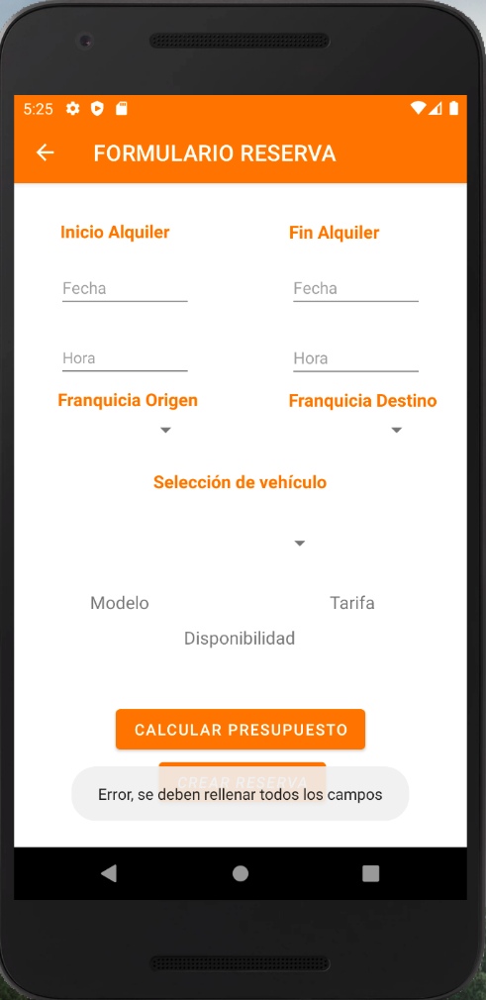 5:25
FORMULARIO RESERVA
Inicio Alquiler
Fin Alquiler
Fecha
Fecha
Hora
Hora
Franquicia Origen
Franquicia Destino
Selección de vehículo
Modelo
Tarifa
Disponibilidad
CALCULAR PRESUPUESTO
CREAR RESERVA
Error, se deben rellenar todos los campos